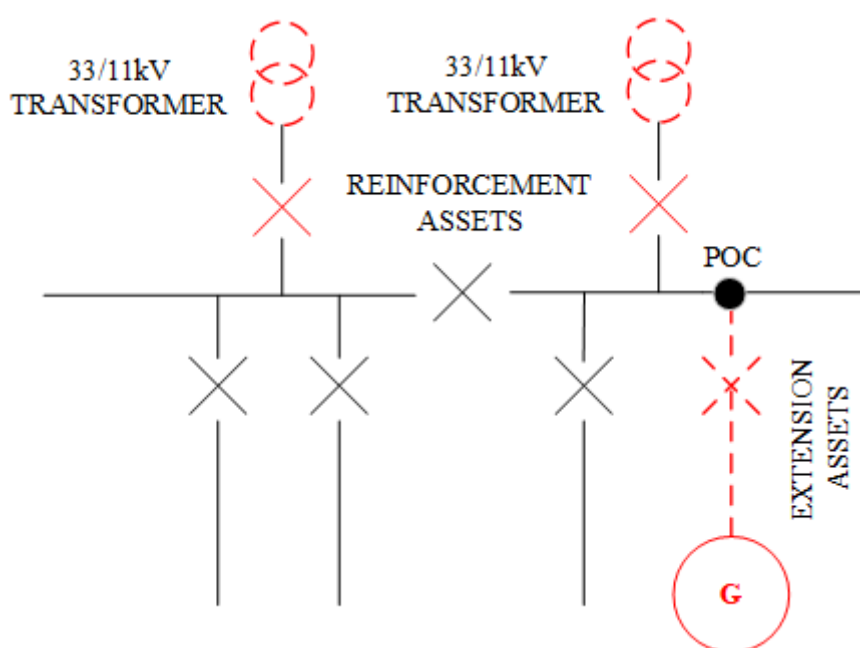 33/11kV
TRANSFORMER
33/11kV
TRANSFORMER
REINFORCEMENT
ASSETS
POC
EXTENSION
ASSETS
G